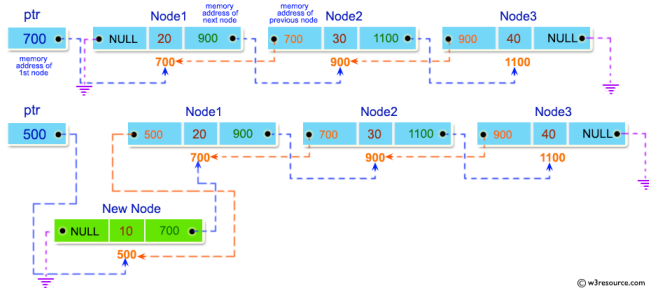 ptr
Node1
memory address of next node
memory address of previous node
Node2
Node3
700
NULL 20 900
700 30 1100
900 40 NULL
memory address of 1st node
700
900
1100
ptr
Node1
Node2
Node3
500
500 20 900
700 30 1100
900 40 NULL
700
900
1100
New Node
NULL 10 700
500
© w3resource.com